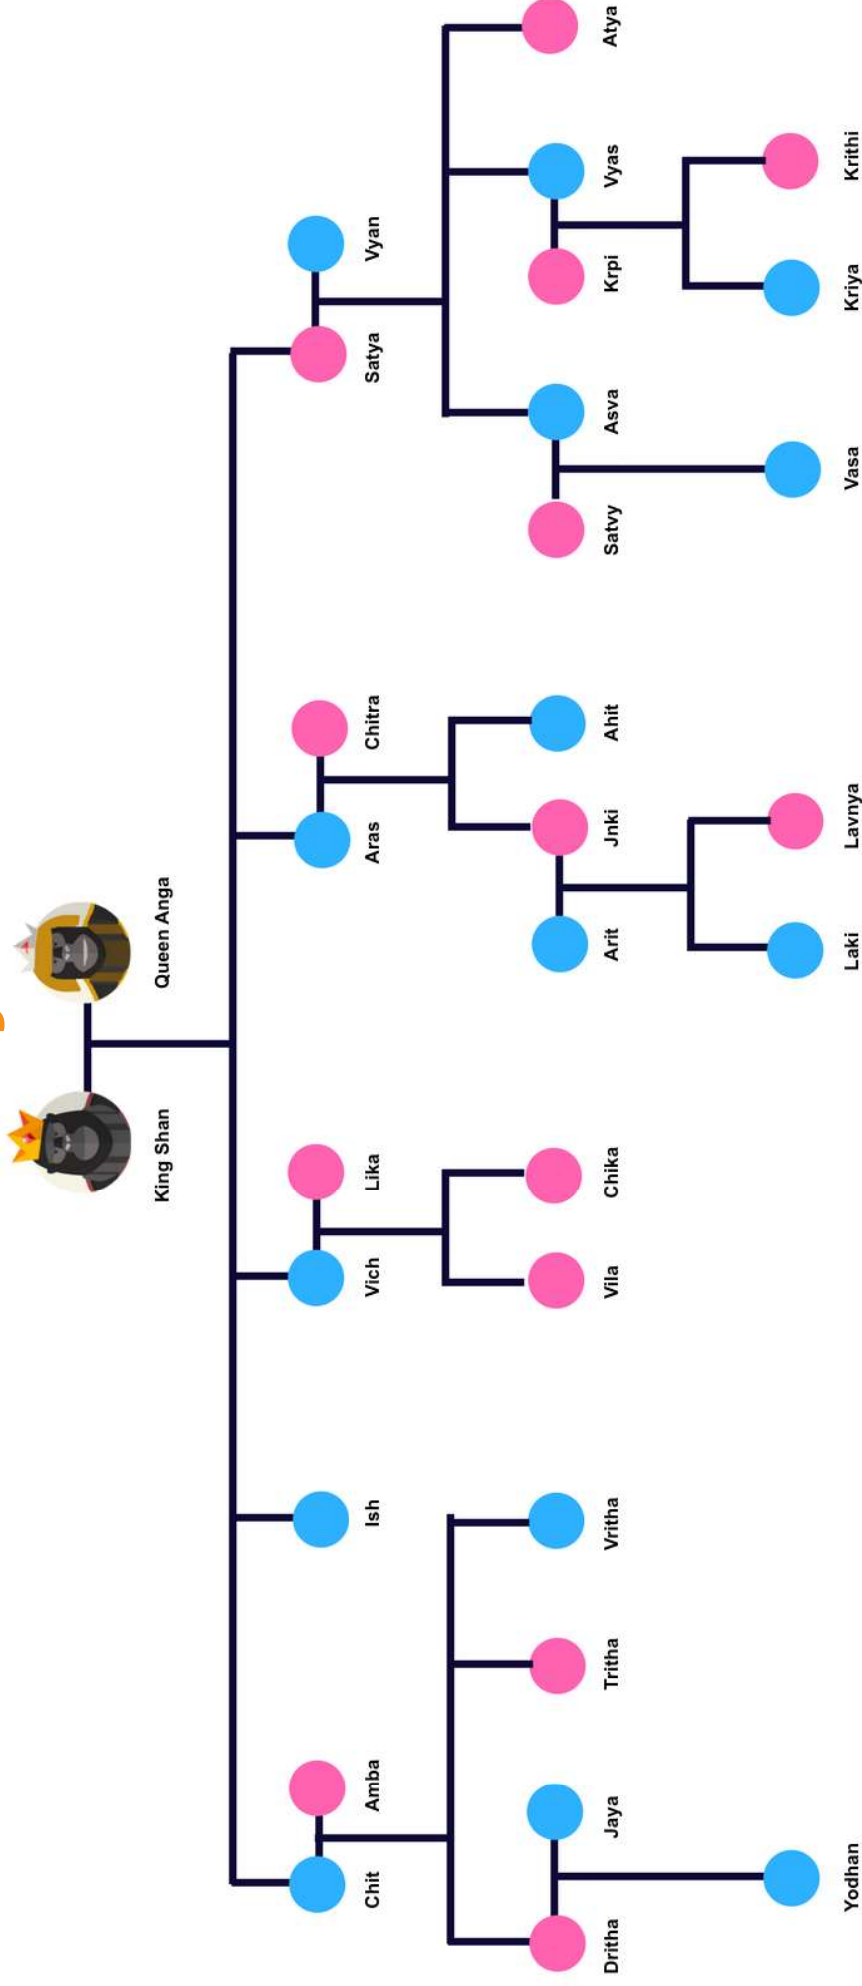 King Shan
Queen Anga
Chit
Amba
Ish
Vich
Lika
Aras
Chitra
Satya
Vyan
Dritha
Jaya
Tritha
Vritha
Vila
Chika
Arit
Jnki
Ahit
Satvy
Asva
Krpi
Vyas
Atya
Yodhan
Laki
Lavnya
Vasa
Kriya
Krithi